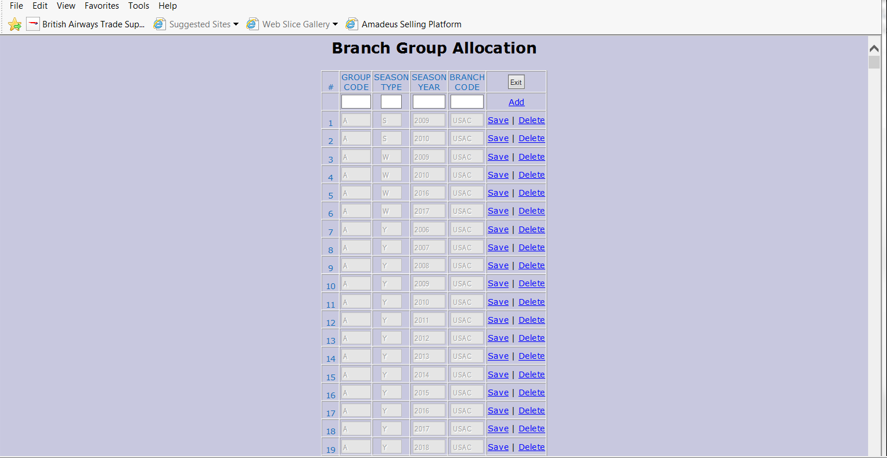 File Edit View Favorites Tools Help
British Airways Trade Sup... Suggested Sites Web Slice Gallery Amadeus Selling Platform
Branch Group Allocation
# GROUP CODE SEASON TYPE SEASON YEAR BRANCH CODE Exit
Add
1 A S 2009 USAC Save | Delete
2 A S 2010 USAC Save | Delete
3 A W 2009 USAC Save | Delete
4 A W 2010 USAC Save | Delete
5 A W 2016 USAC Save | Delete
6 A W 2017 USAC Save | Delete
7 A Y 2006 USAC Save | Delete
8 A Y 2007 USAC Save | Delete
9 A Y 2008 USAC Save | Delete
10 A Y 2009 USAC Save | Delete
11 A Y 2010 USAC Save | Delete
12 A Y 2011 USAC Save | Delete
13 A Y 2012 USAC Save | Delete
14 A Y 2013 USAC Save | Delete
15 A Y 2014 USAC Save | Delete
16 A Y 2015 USAC Save | Delete
17 A Y 2016 USAC Save | Delete
18 A Y 2017 USAC Save | Delete
19 A Y 2018 USAC Save | Delete